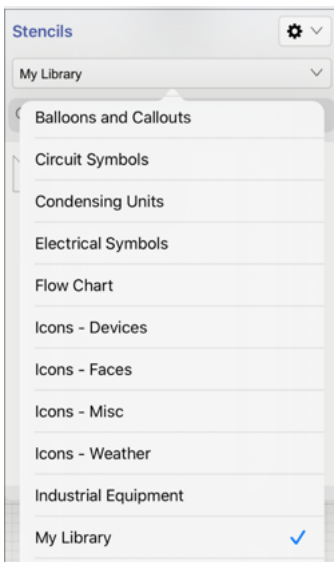 Stencils
My Library
Balloons and Callouts
Circuit Symbols
Condensing Units
Electrical Symbols
Flow Chart
Icons - Devices
Icons - Faces
Icons - Misc
Icons - Weather
Industrial Equipment
My Library